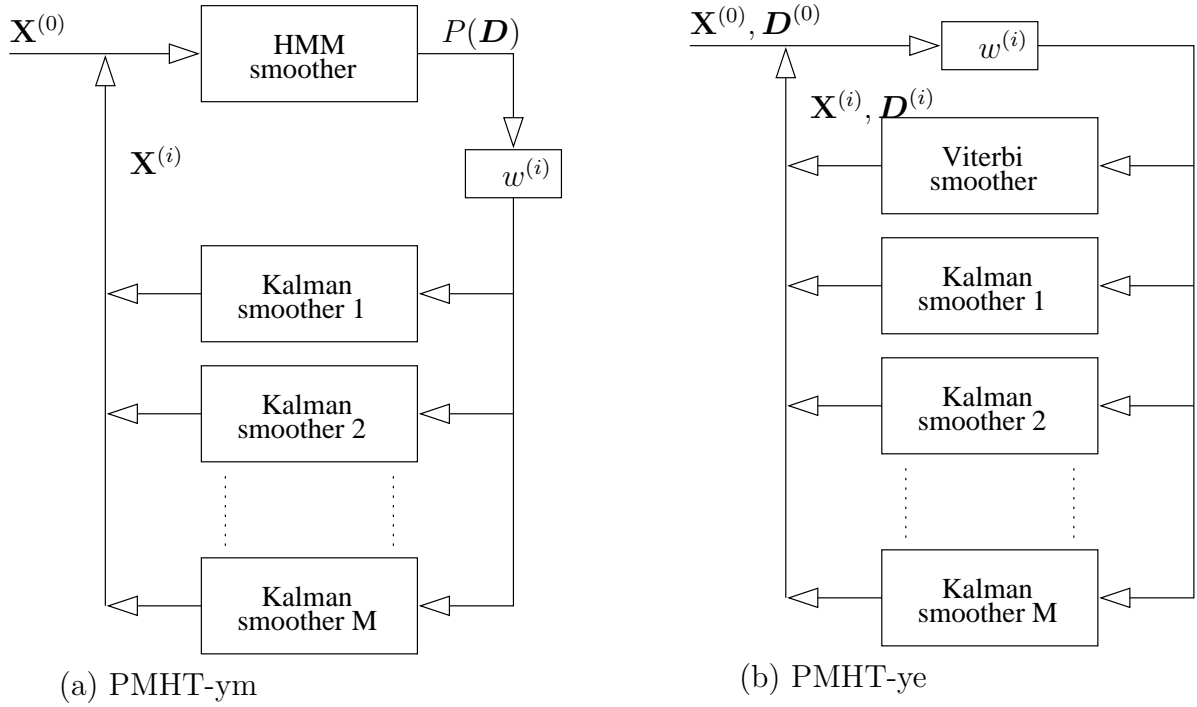 X^(0)
HMM
smoother
P(D)
w^(i)
X^(i)
Kalman
smoother 1
Kalman
smoother 2
Kalman
smoother M
(a) PMHT-ym
X^(0), D^(0)
w^(i)
X^(i), D^(i)
Viterbi
smoother
Kalman
smoother 1
Kalman
smoother 2
Kalman
smoother M
(b) PMHT-ye